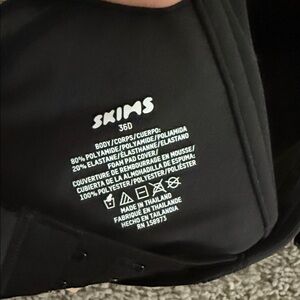 SKIMS
36D
BODY/CORPS/CUERPO:
80% POLYAMIDE/POLYAMIDE/POLIAMIDA
20% ELASTANE/ELASTHANNE/ELASTANO
FOAM PAD COVER/
COUVERTURE DE REMBOURRAGE EN MOUSSE/
CUBIERTA DE LA ALMOHADILLA DE LA ESPUMA:
100% POLYESTER/POLYESTER/POLIÉSTER
MADE IN THAILAND
FABRIQUÉ EN THAÏLANDE
HECHO EN TAILANDIA
RN 158973